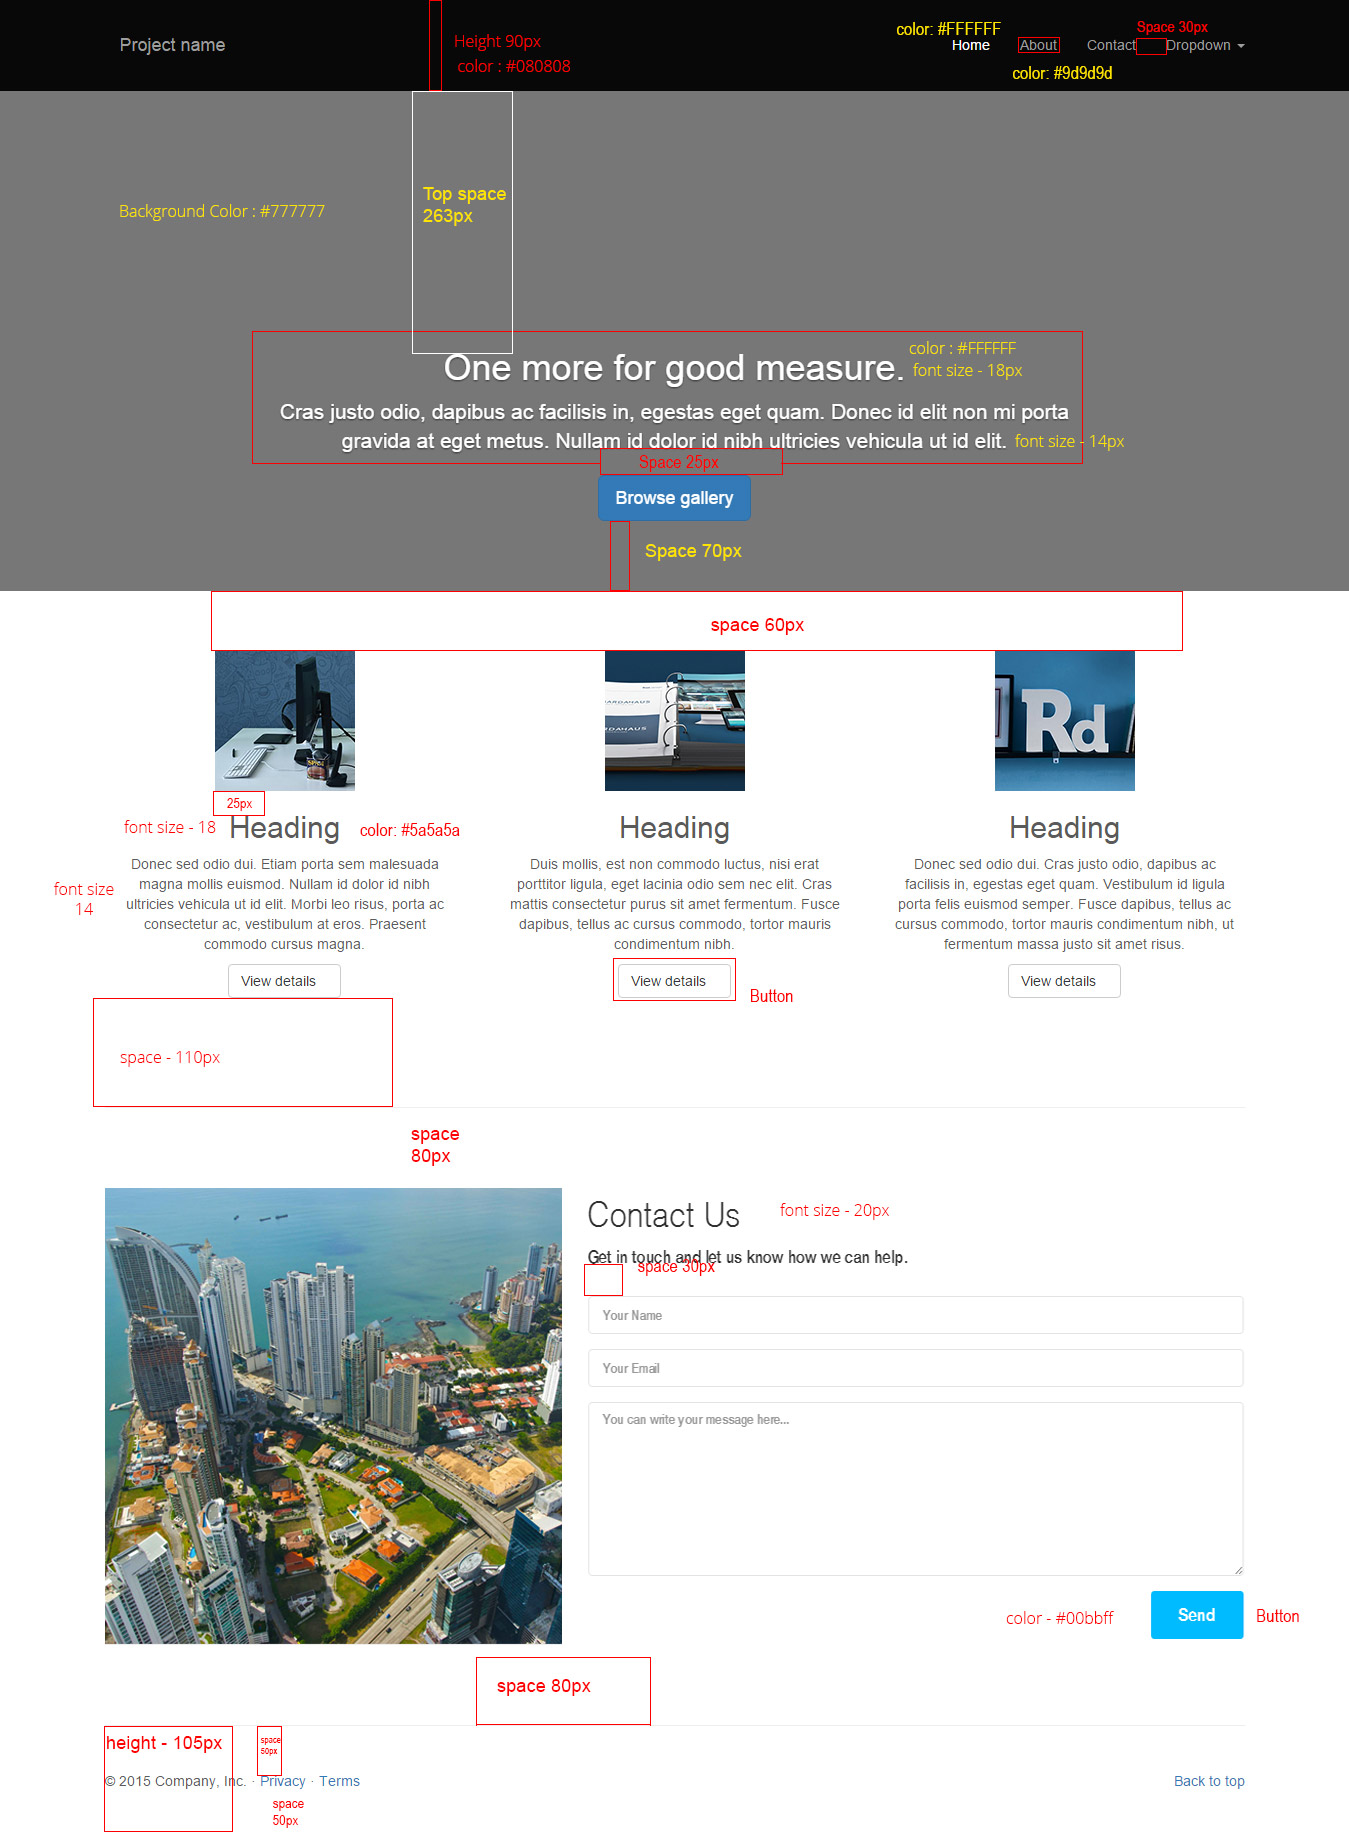 Project name
Height 90px
color : #080808
color: #FFFFFF
Space 30px
Home
About
Contact
Dropdown
color: #9d9d9d
Background Color : #777777
Top space
263px
color : #FFFFFF
One more for good measure.
font size - 18px
Cras justo odio, dapibus ac facilisis in, egestas eget quam. Donec id elit non mi porta
gravida at eget metus. Nullam id dolor id nibh ultricies vehicula ut id elit.
font size - 14px
Space 25px
Browse gallery
Space 70px
space 60px
Rd
25px
font size - 18
Heading
color: #5a5a5a
font size
14
Donec sed odio dui. Etiam porta sem malesuada
magna mollis euismod. Nullam id dolor id nibh
ultricies vehicula ut id elit. Morbi leo risus, porta ac
consectetur ac, vestibulum at eros. Praesent
commodo cursus magna.
View details
Heading
Duis mollis, est non commodo luctus, nisi erat
porttitor ligula, eget lacinia odio sem nec elit. Cras
mattis consectetur purus sit amet fermentum. Fusce
dapibus, tellus ac cursus commodo, tortor mauris
condimentum nibh.
View details
Button
Heading
Donec sed odio dui. Cras justo odio, dapibus ac
facilisis in, egestas eget quam. Vestibulum id ligula
porta felis euismod semper. Fusce dapibus, tellus ac
cursus commodo, tortor mauris condimentum nibh, ut
fermentum massa justo sit amet risus.
View details
space - 110px
space
80px
Contact Us
font size - 20px
Get in touch and let us know how we can help.
space 30px
Your Name
Your Email
You can write your message here...
color - #00bbff
Send
Button
space 80px
height - 105px
space
50px
© 2015 Company, Inc. · Privacy · Terms
Back to top
space
50px